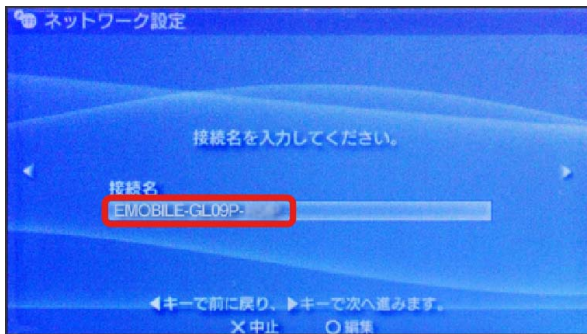 ネットワーク設定
接続名を入力してください。
接続名
EMOBILE-GL09P-
◀キーで前に戻り、▶キーで次へ進みます。
✕中止 ○編集